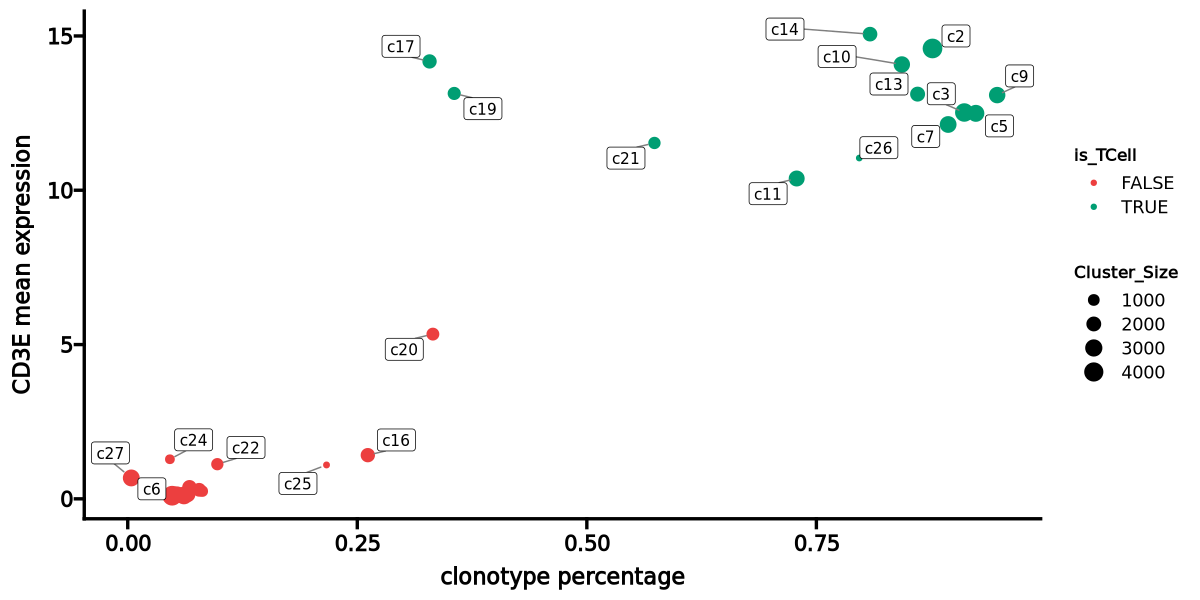 15
10
5
0
CD3E mean expression
c14
c2
c17
c10
c9
c13
c3
c19
c5
c7
c26
c21
c11
c20
c24
c16
c22
c27
c25
c6
0.00
0.25
0.50
0.75
clonotype percentage
is_TCell
FALSE
TRUE
Cluster_Size
1000
2000
3000
4000